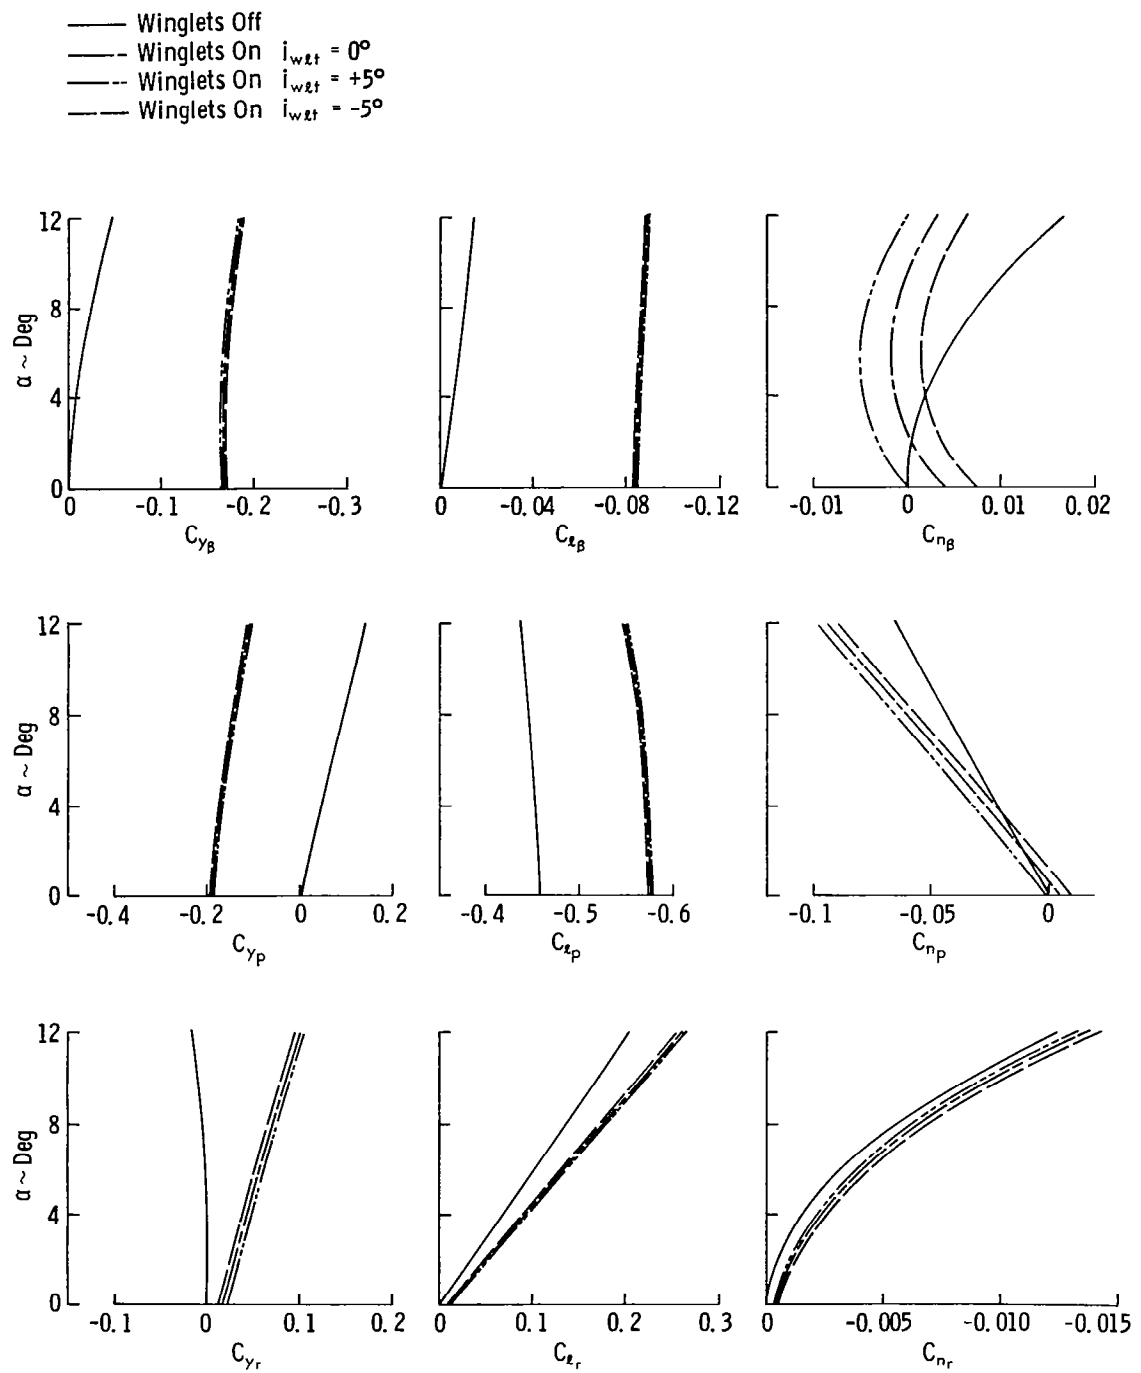 Winglets Off
Winglets On i_wℓt = 0°
Winglets On i_wℓt = +5°
Winglets On i_wℓt = -5°
12
8
4
0
α ~ Deg
0 -0.1 -0.2 -0.3
C_yβ
0 -0.04 -0.08 -0.12
C_ℓβ
-0.01 0 0.01 0.02
C_nβ
12
8
4
0
α ~ Deg
-0.4 -0.2 0 0.2
C_yp
-0.4 -0.5 -0.6
C_ℓp
-0.1 -0.05 0
C_np
12
8
4
0
α ~ Deg
-0.1 0 0.1 0.2
C_yr
0 0.1 0.2 0.3
C_ℓr
0 -0.005 -0.010 -0.015
C_nr